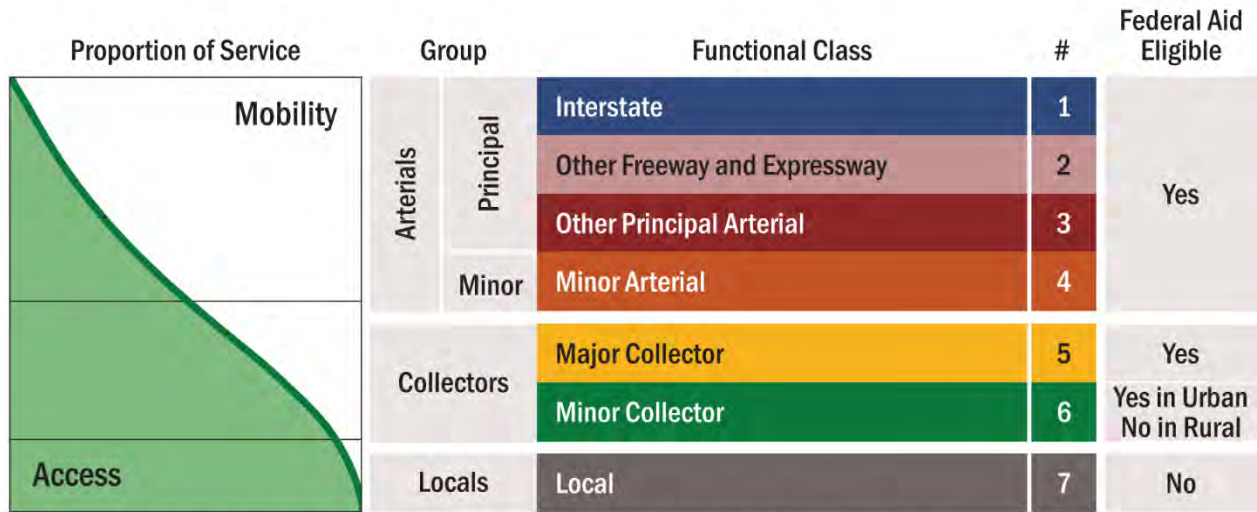 Proportion of Service
Group
Functional Class
#
Federal Aid
Eligible
Mobility
Access
Arterials
Principal
Minor
Collectors
Locals
Interstate
1
Other Freeway and Expressway
2
Other Principal Arterial
3
Minor Arterial
4
Yes
Major Collector
5
Yes
Minor Collector
6
Yes in Urban
No in Rural
Local
7
No